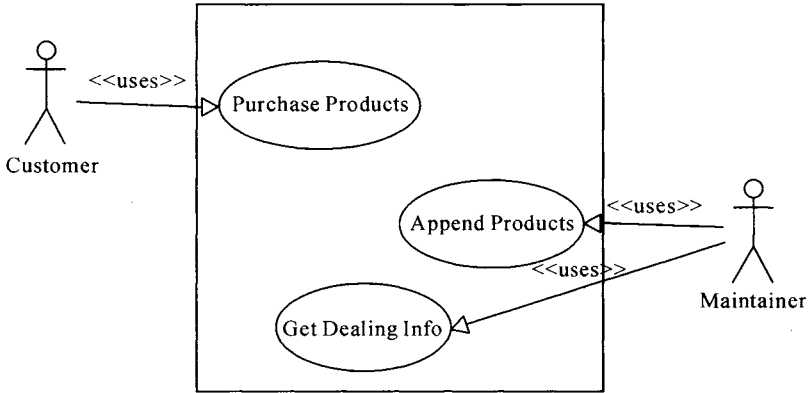 <<uses>>
Purchase Products
Customer
Append Products
<<uses>>
<<uses>>
Get Dealing Info
Maintainer